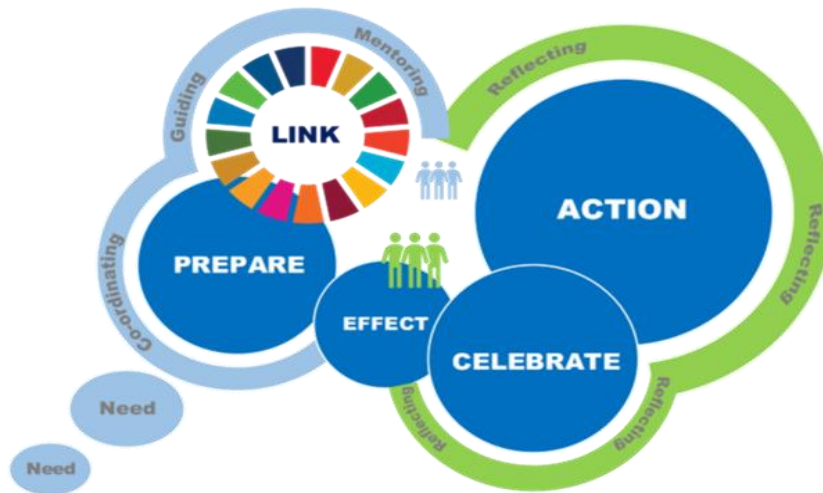 Guiding
Mentoring
LINK
Reflecting
ACTION
Reflecting
Co-ordinating
PREPARE
EFFECT
CELEBRATE
Reflecting
Reflecting
Need
Need